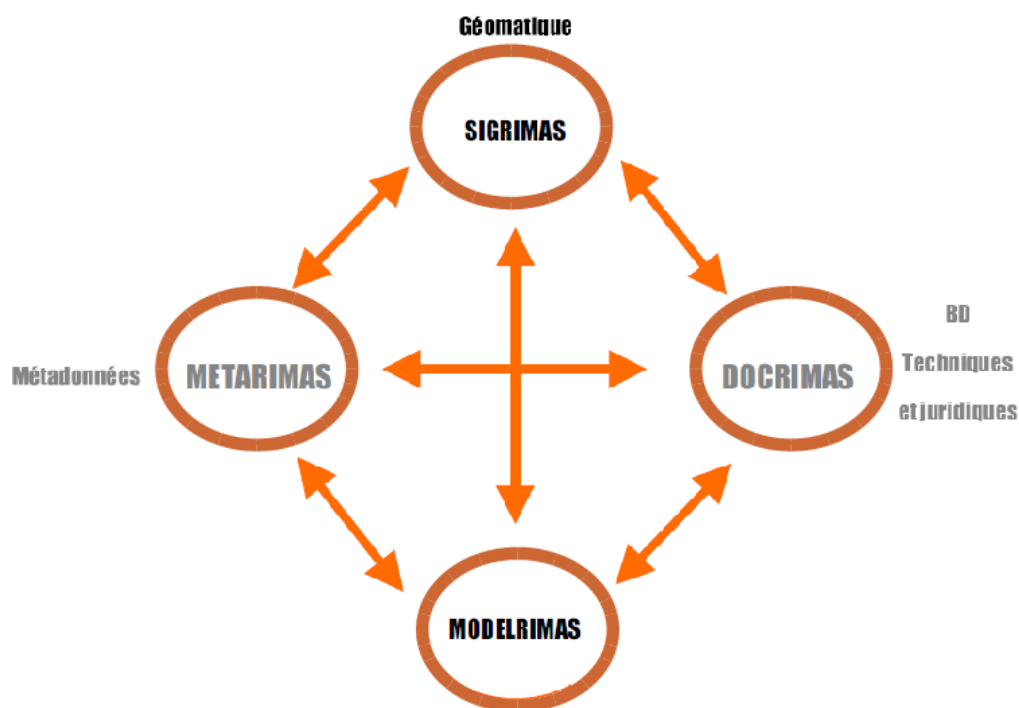 Géomatique
SIGRIMAS
Métadonnées
METARIMAS
DOCRIMAS
BD
Techniques
et juridiques
MODELRIMAS